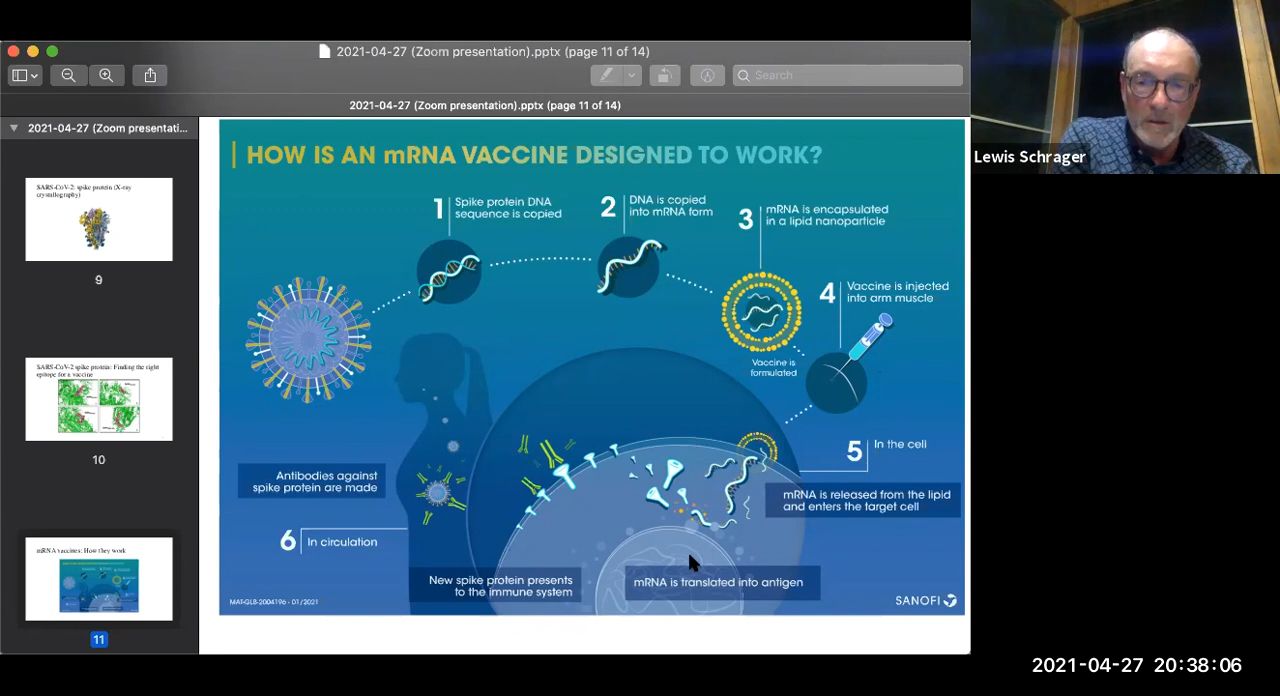 2021-04-27 (Zoom presentation).pptx (page 11 of 14)
Search
2021-04-27 (Zoom presentation).pptx (page 11 of 14)
2021-04-27 (Zoom presentati...
SARS-CoV-2: spike protein (X-ray
crystallography)
9
SARS-CoV-2 spike protein: Finding the right
epitope for a vaccine
10
mRNA vaccines: How they work
11
HOW IS AN mRNA VACCINE DESIGNED TO WORK?
1
Spike protein DNA
sequence is copied
2
DNA is copied
into mRNA form
3
mRNA is encapsulated
in a lipid nanoparticle
4
Vaccine is injected
into arm muscle
Vaccine is
formulated
5
In the cell
mRNA is released from the lipid
and enters the target cell
Antibodies against
spike protein are made
6
In circulation
New spike protein presents
to the immune system
mRNA is translated into antigen
MAT-GLB-2004196 - 01/2021
SANOFI
Lewis Schrager
2021-04-27 20:38:06